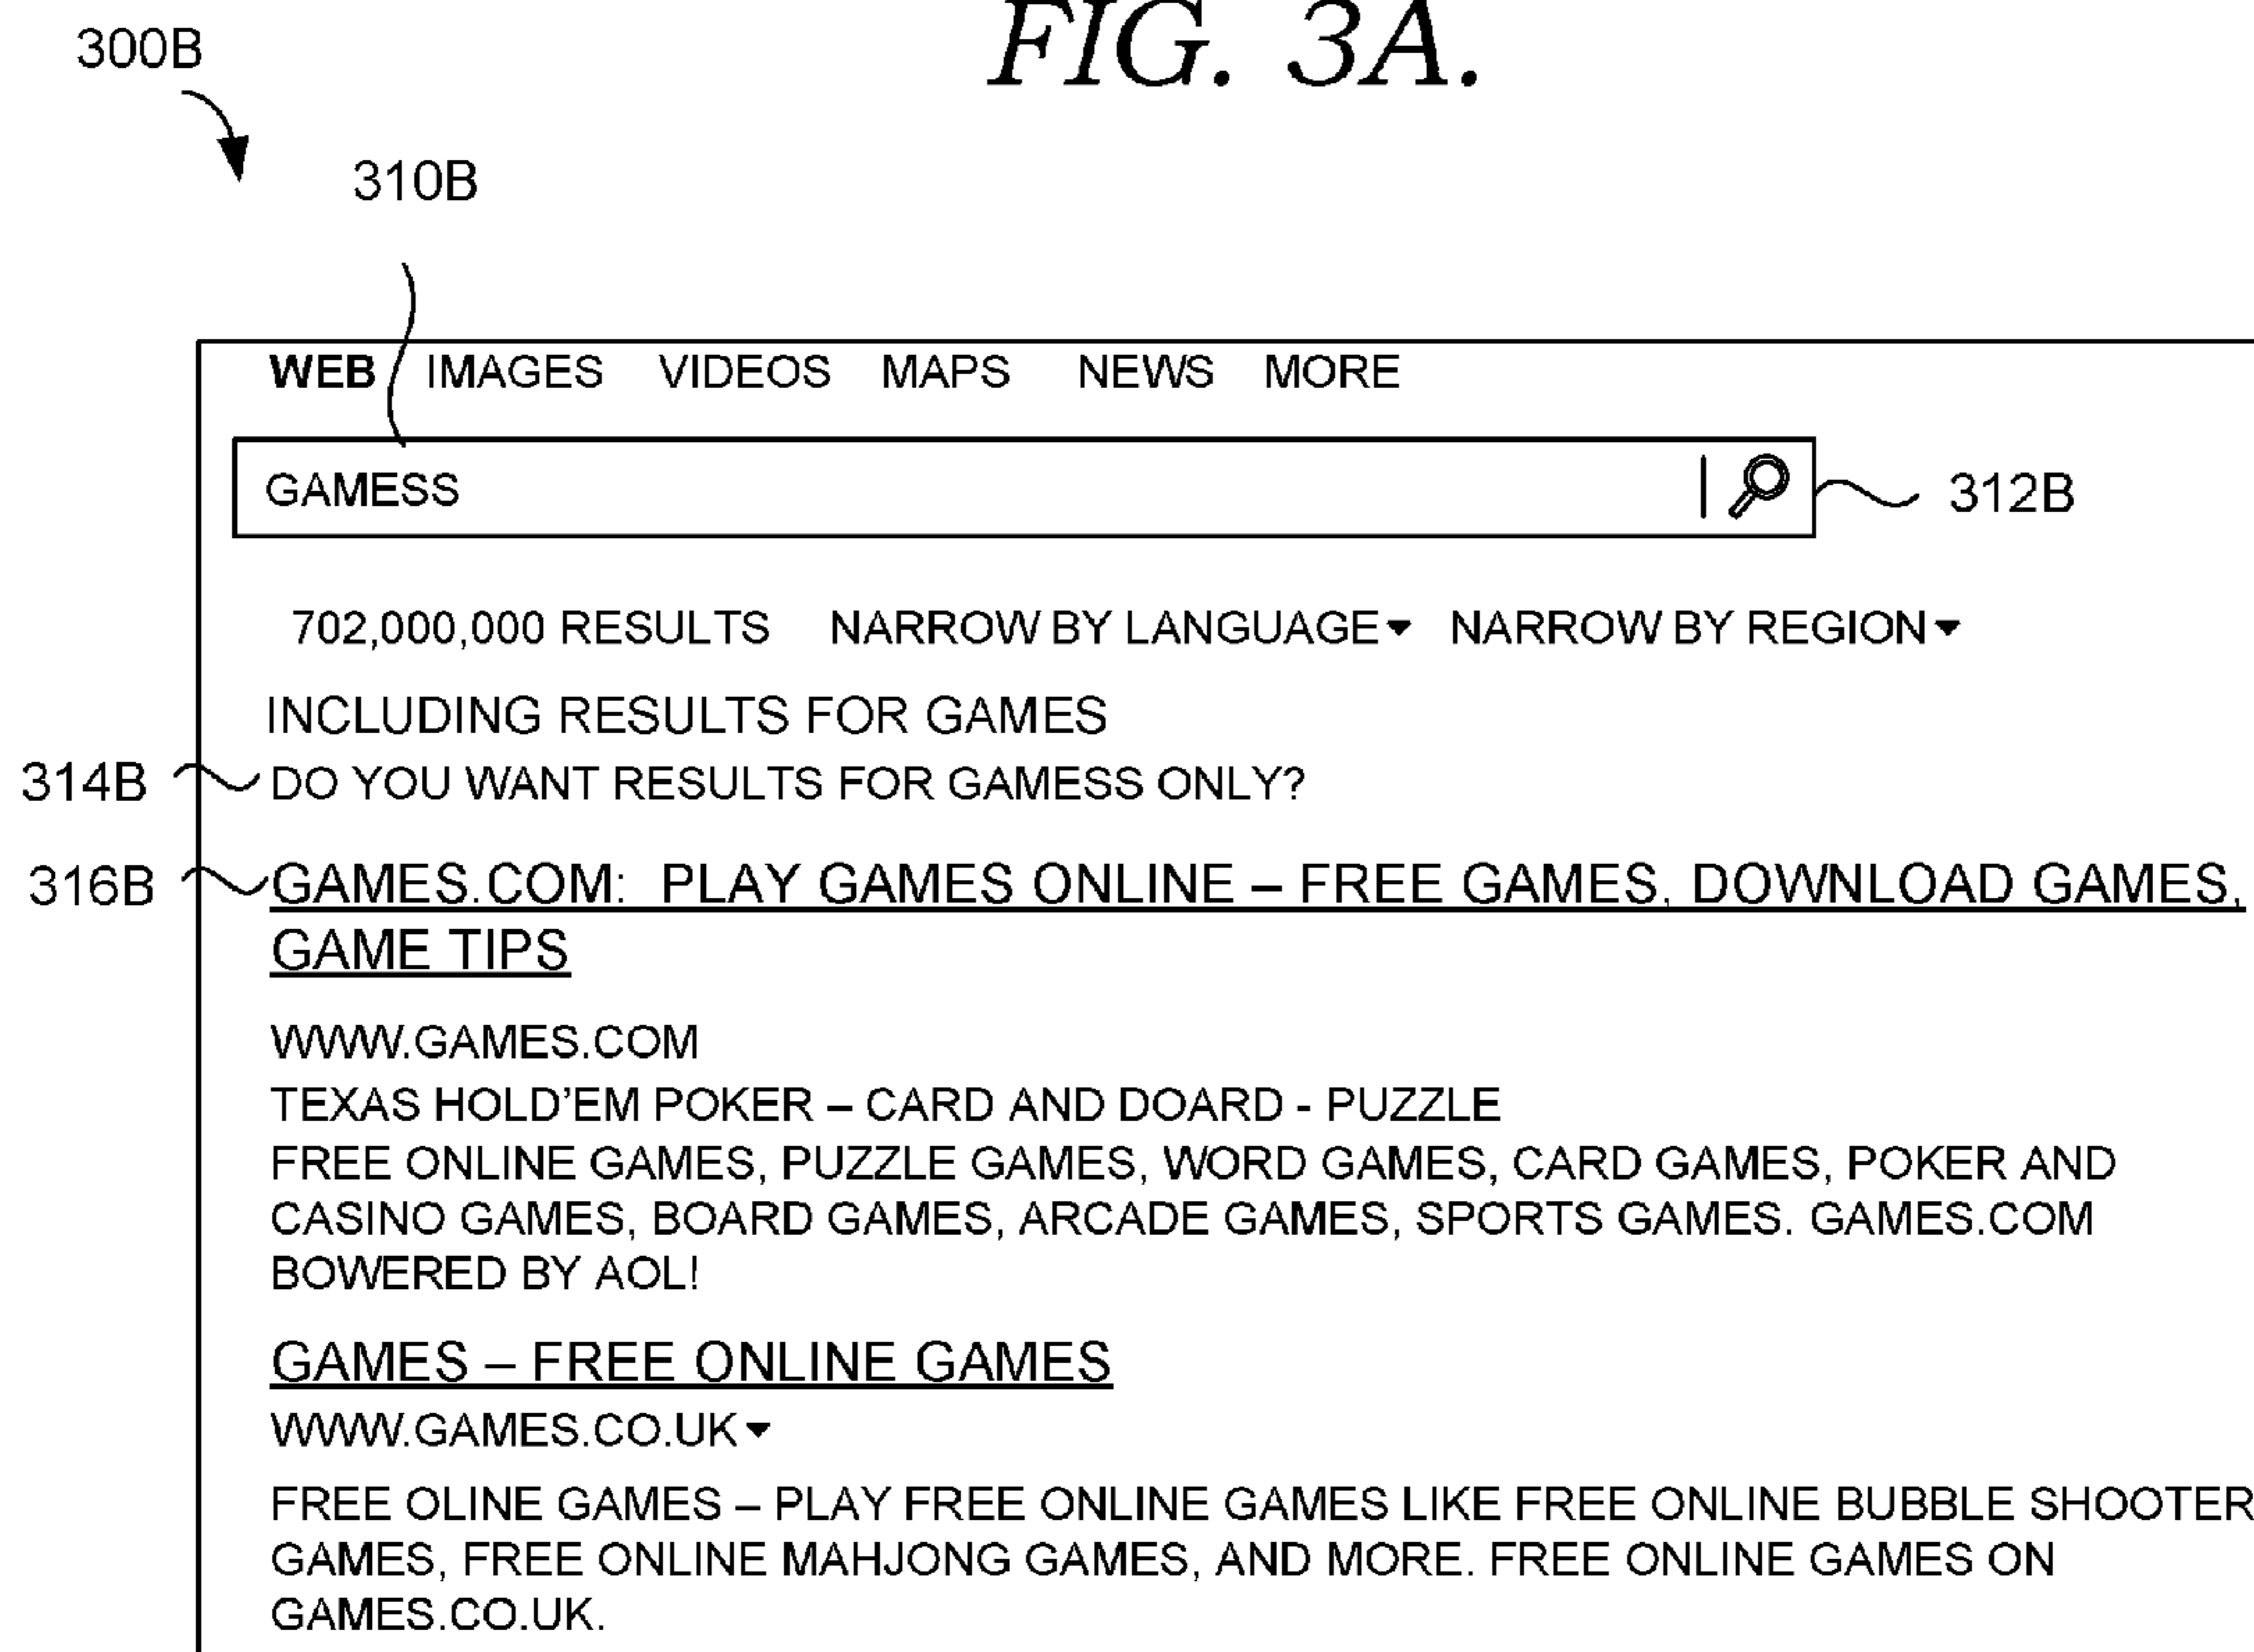 FIG. 3A.
300B
310B
WEB IMAGES VIDEOS MAPS NEWS MORE
GAMESS
312B
702,000,000 RESULTS NARROW BY LANGUAGE NARROW BY REGION
INCLUDING RESULTS FOR GAMES
314B DO YOU WANT RESULTS FOR GAMESS ONLY?
316B GAMES.COM: PLAY GAMES ONLINE – FREE GAMES, DOWNLOAD GAMES,
GAME TIPS
WWW.GAMES.COM
TEXAS HOLD'EM POKER – CARD AND DOARD - PUZZLE
FREE ONLINE GAMES, PUZZLE GAMES, WORD GAMES, CARD GAMES, POKER AND
CASINO GAMES, BOARD GAMES, ARCADE GAMES, SPORTS GAMES. GAMES.COM
BOWERED BY AOL!
GAMES – FREE ONLINE GAMES
WWW.GAMES.CO.UK
FREE OLINE GAMES – PLAY FREE ONLINE GAMES LIKE FREE ONLINE BUBBLE SHOOTER
GAMES, FREE ONLINE MAHJONG GAMES, AND MORE. FREE ONLINE GAMES ON
GAMES.CO.UK.